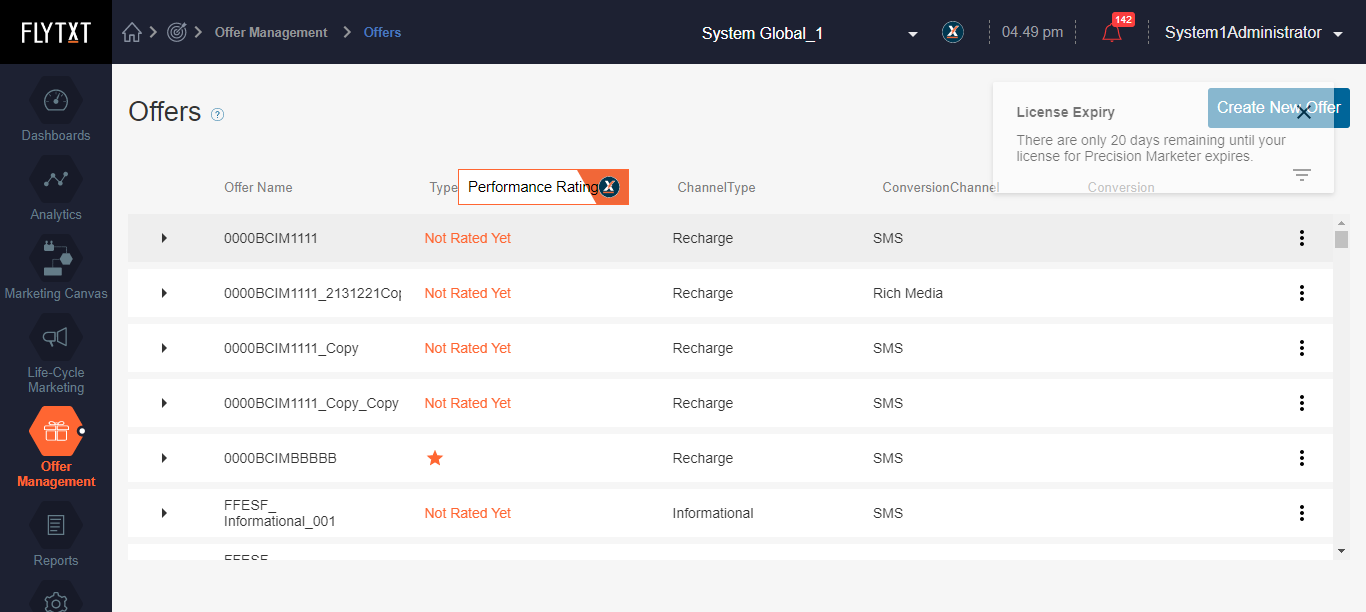 FLYTXT
Offer Management
Offers
System Global_1
04.49 pm
142
System1Administrator
Dashboards
Analytics
Marketing Canvas
Life-Cycle
Marketing
Offer
Management
Reports
Offers ?
Create New Offer
License Expiry
There are only 20 days remaining until your
license for Precision Marketer expires.
Offer Name Type Performance Rating ChannelType ConversionChannel Conversion
0000BCIM1111 Not Rated Yet Recharge SMS
0000BCIM1111_2131221Cop Not Rated Yet Recharge Rich Media
0000BCIM1111_Copy Not Rated Yet Recharge SMS
0000BCIM1111_Copy_Copy Not Rated Yet Recharge SMS
0000BCIMBBBBB Recharge SMS
FFESF_
Informational_001 Not Rated Yet Informational SMS
FFESF_